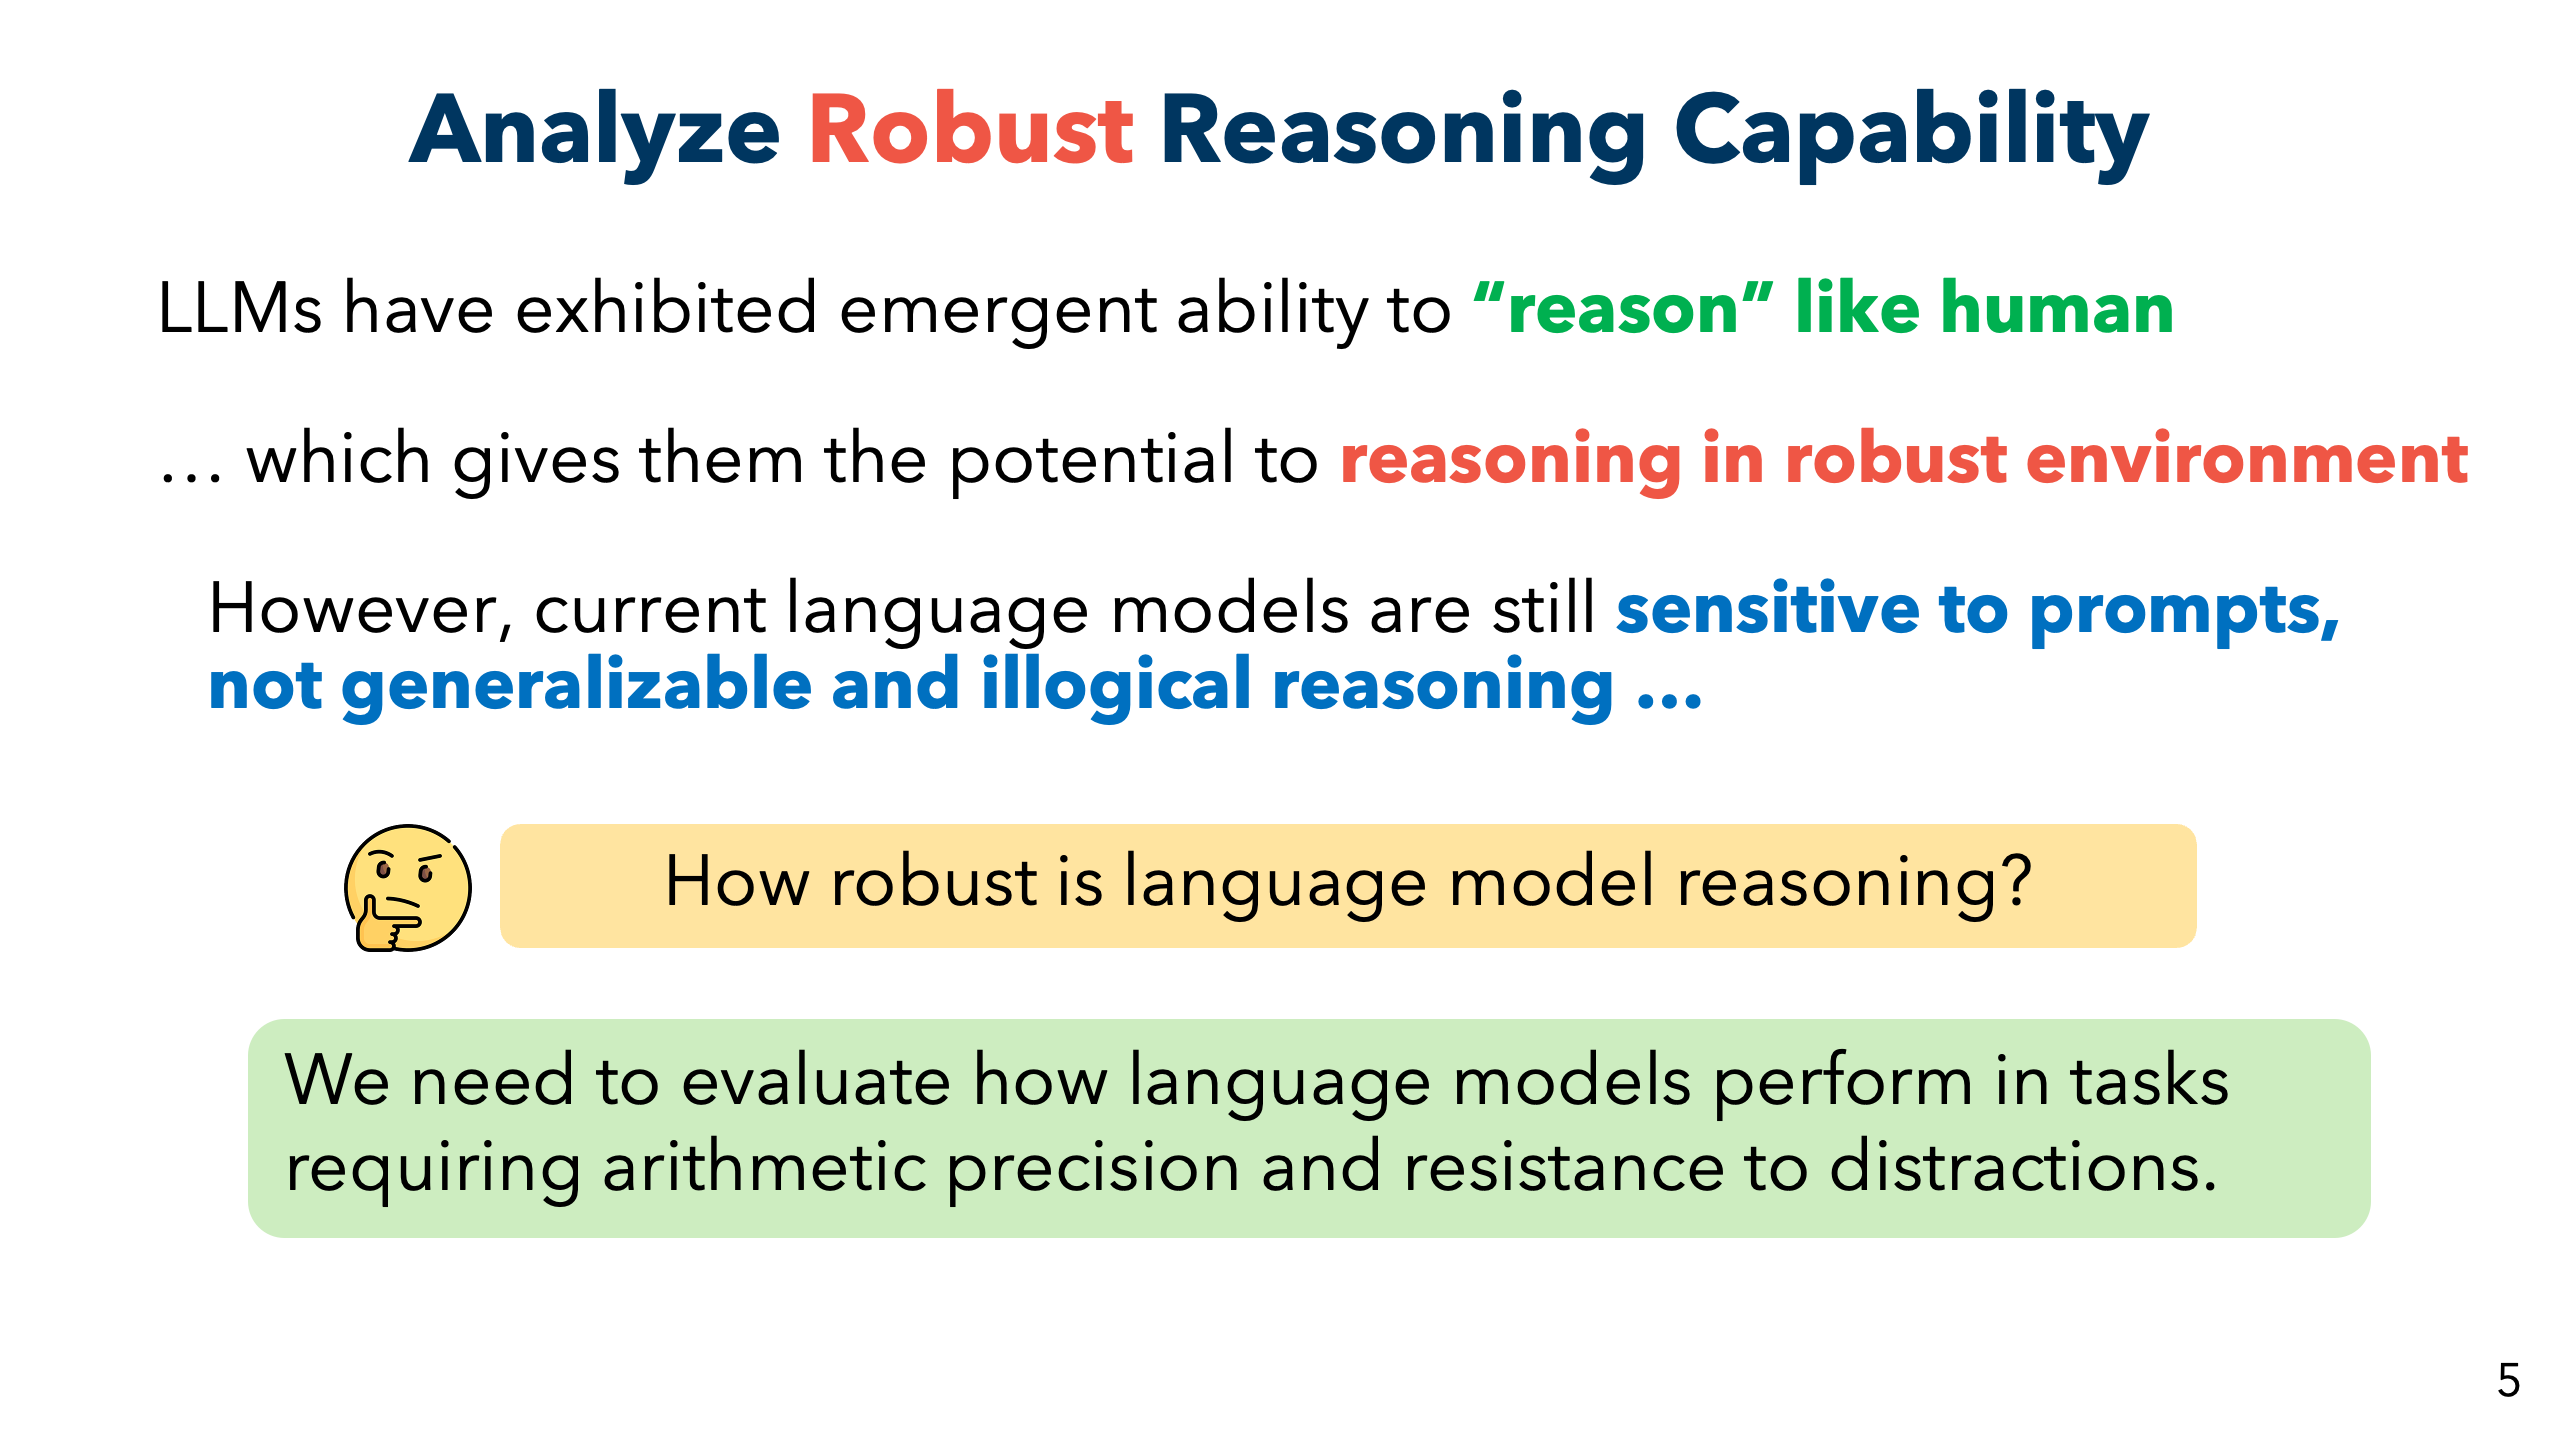 Analyze Robust Reasoning Capability
LLMs have exhibited emergent ability to “reason” like human
… which gives them the potential to reasoning in robust environment
However, current language models are still sensitive to prompts,
not generalizable and illogical reasoning …
How robust is language model reasoning?
We need to evaluate how language models perform in tasks
requiring arithmetic precision and resistance to distractions.
5